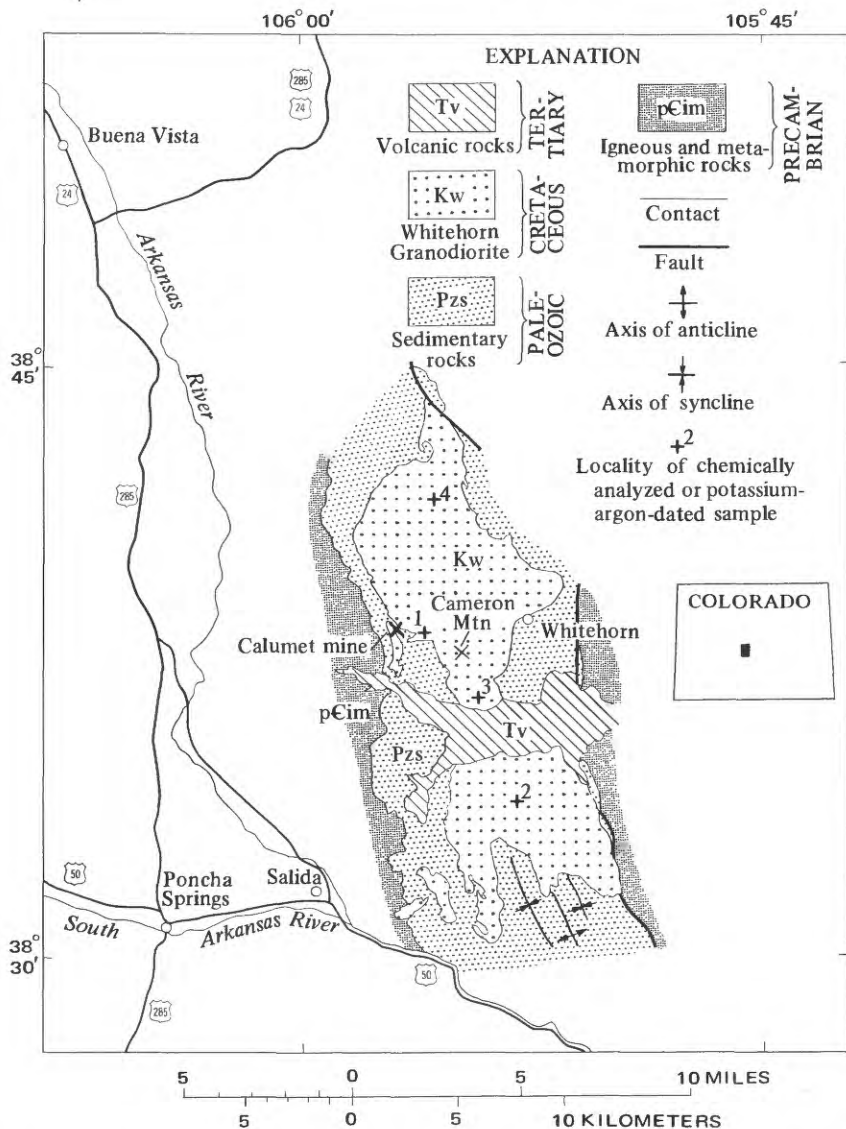 106° 00′
105° 45′
EXPLANATION
Tv
Volcanic rocks
TER-
TIARY
Kw
Whitehorn
Granodiorite
CRETA-
CEOUS
Pzs
Sedimentary
rocks
PALE-
OZOIC
p€im
Igneous and meta-
morphic rocks
PRECAM-
BRIAN
Contact
Fault
Axis of anticline
Axis of syncline
2
Locality of chemically
analyzed or potassium-
argon-dated sample
285
24
Buena Vista
24
Arkansas
River
38°
45′
285
4
Kw
1
Cameron
Mtn
Whitehorn
Calumet mine
COLORADO
3
p€im
Tv
Pzs
2
50
Poncha
Springs
Salida
South
Arkansas River
38°
30′
50
285
5 0 5 10 MILES
5 0 5 10 KILOMETERS